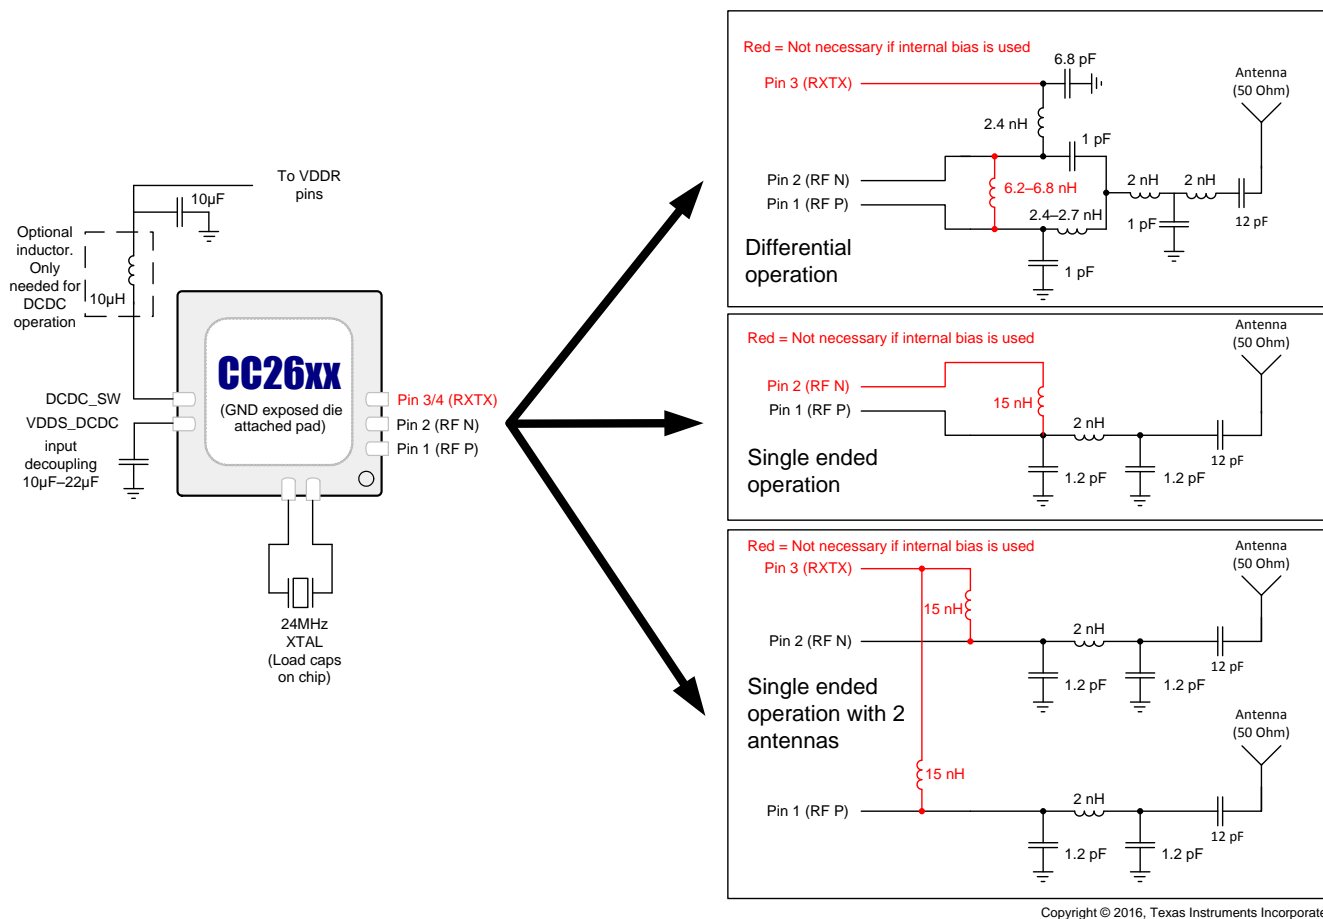 To VDDR
pins
10µF
Optional
inductor.
Only
needed for
DCDC
operation
10µH
CC26xx
(GND exposed die
attached pad)
DCDC_SW
VDDS_DCDC
input
decoupling
10µF–22µF
Pin 3/4 (RXTX)
Pin 2 (RF N)
Pin 1 (RF P)
24MHz
XTAL
(Load caps
on chip)
Red = Not necessary if internal bias is used
6.8 pF
Pin 3 (RXTX)
Antenna
(50 Ohm)
2.4 nH
1 pF
Pin 2 (RF N)
6.2–6.8 nH
2 nH
2 nH
Pin 1 (RF P)
2.4–2.7 nH
1 pF
12 pF
Differential
operation
1 pF
Red = Not necessary if internal bias is used
Antenna
(50 Ohm)
Pin 2 (RF N)
15 nH
Pin 1 (RF P)
2 nH
12 pF
Single ended
operation
1.2 pF
1.2 pF
Red = Not necessary if internal bias is used
Antenna
(50 Ohm)
Pin 3 (RXTX)
15 nH
2 nH
Pin 2 (RF N)
12 pF
1.2 pF
1.2 pF
Single ended
operation with 2
antennas
Antenna
(50 Ohm)
15 nH
2 nH
Pin 1 (RF P)
12 pF
1.2 pF
1.2 pF
Copyright © 2016, Texas Instruments Incorporate